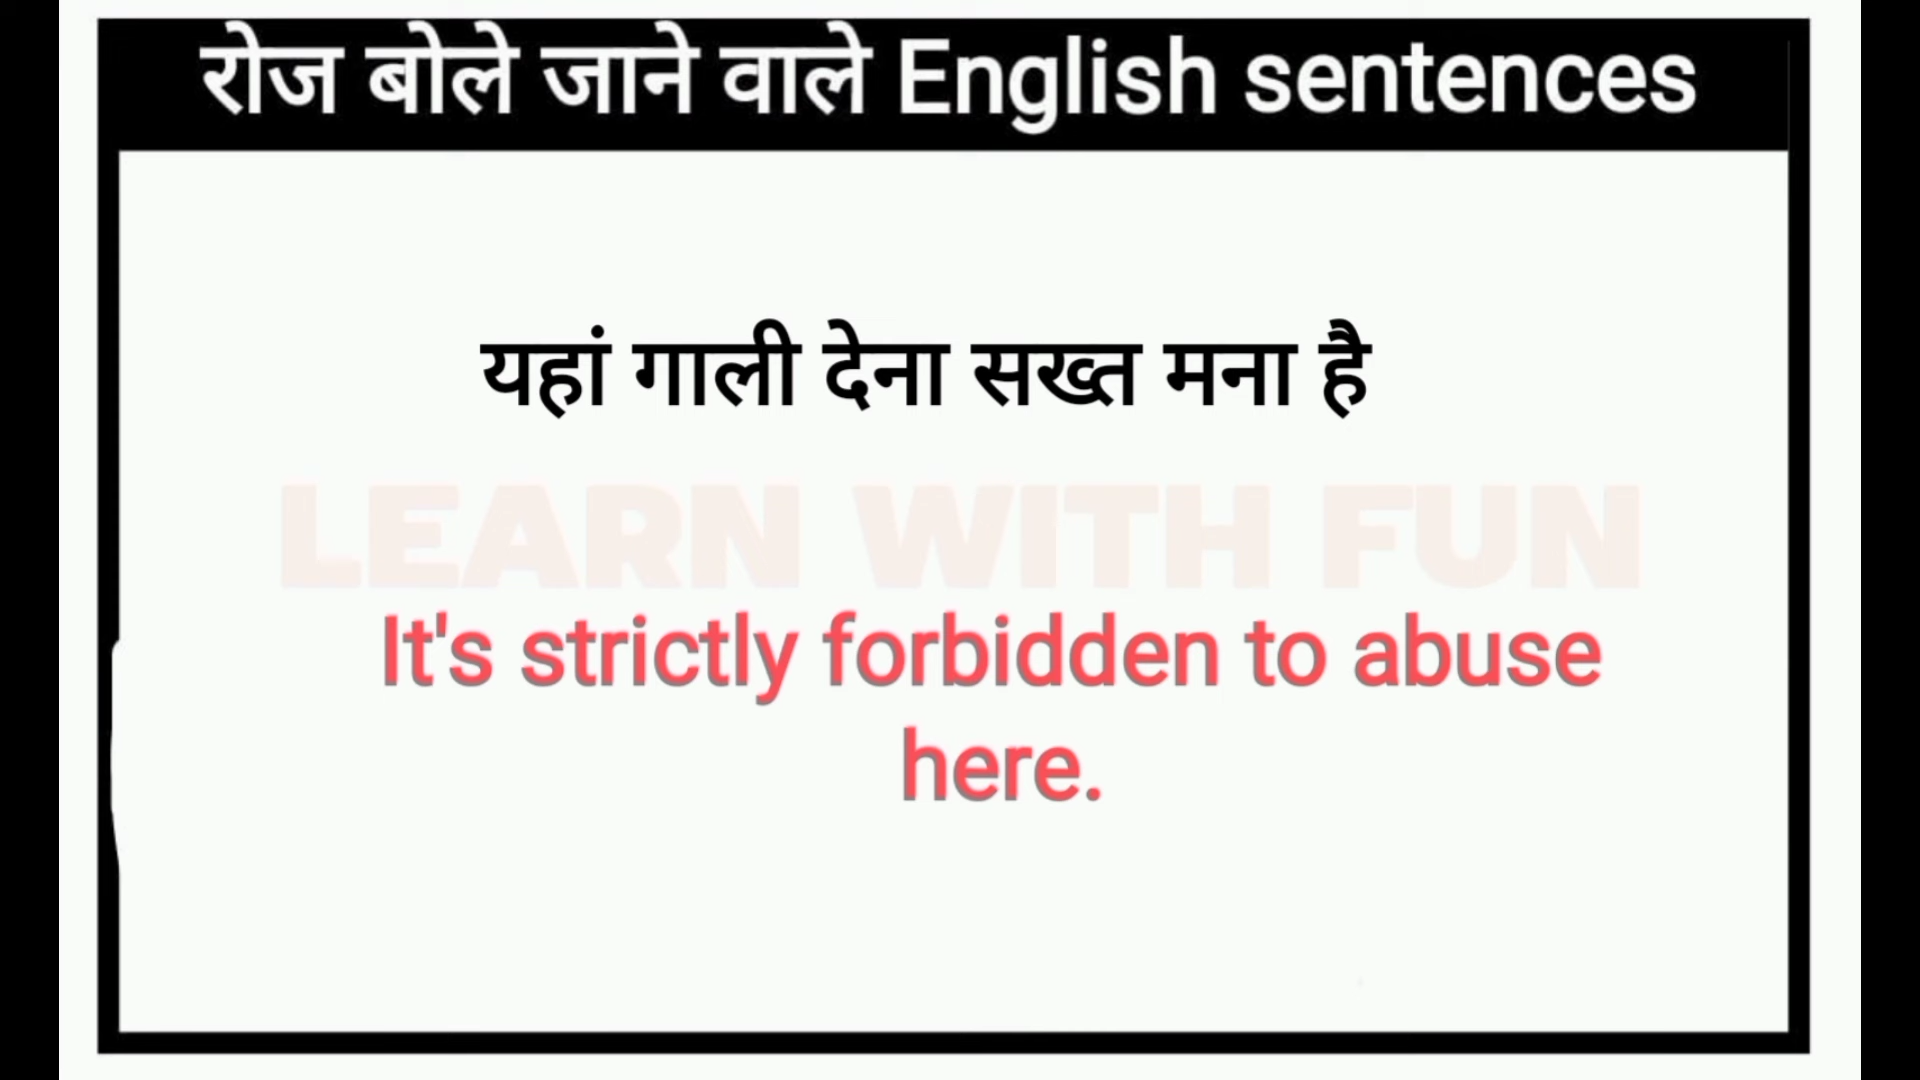 रोज बोले जाने वाले English sentences
यहां गाली देना सख्त मना है
LEARN WITH FUN
It's strictly forbidden to abuse
here.